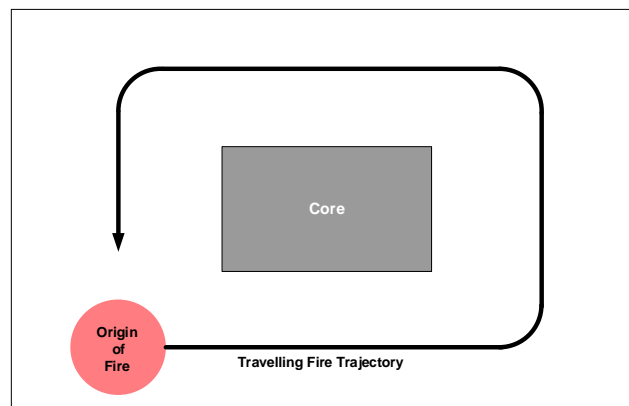 Core
Origin
of
Fire
Travelling Fire Trajectory